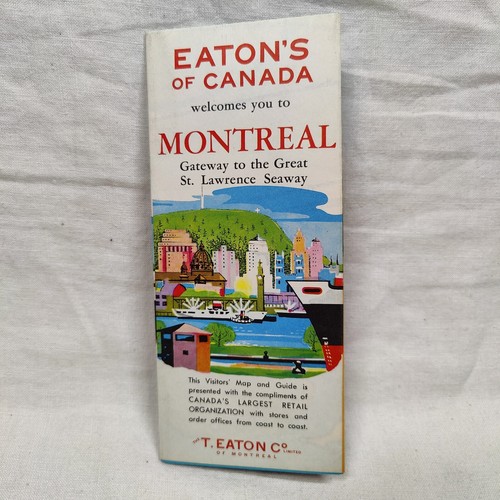 EATON'S
OF CANADA
welcomes you to
MONTREAL
Gateway to the Great
St. Lawrence Seaway
This Visitors' Map and Guide is
presented with the compliments of
CANADA'S LARGEST RETAIL
ORGANIZATION with stores and
order offices from coast to coast.
THE T. EATON Co LIMITED
OF MONTREAL